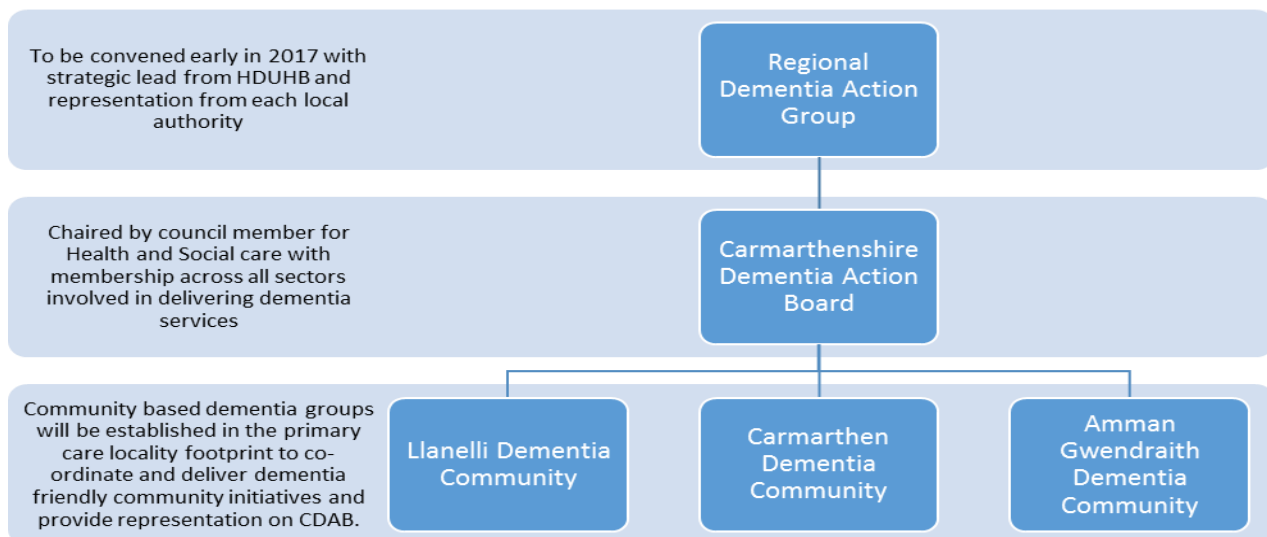 To be convened early in 2017 with
strategic lead from HDUHB and
representation from each local
authority
Regional
Dementia Action
Group
Chaired by council member for
Health and Social care with
membership across all sectors
involved in delivering dementia
services
Carmarthenshire
Dementia Action
Board
Community based dementia groups
will be established in the primary
care locality footprint to co-
ordinate and deliver dementia
friendly community initiatives and
provide representation on CDAB.
Llanelli Dementia
Community
Carmarthen
Dementia
Community
Amman
Gwendraith
Dementia
Community